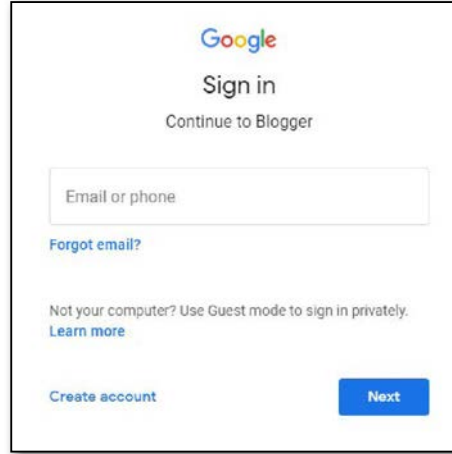 Google
Sign in
Continue to Blogger
Email or phone
Forgot email?
Not your computer? Use Guest mode to sign in privately.
Learn more
Create account
Next